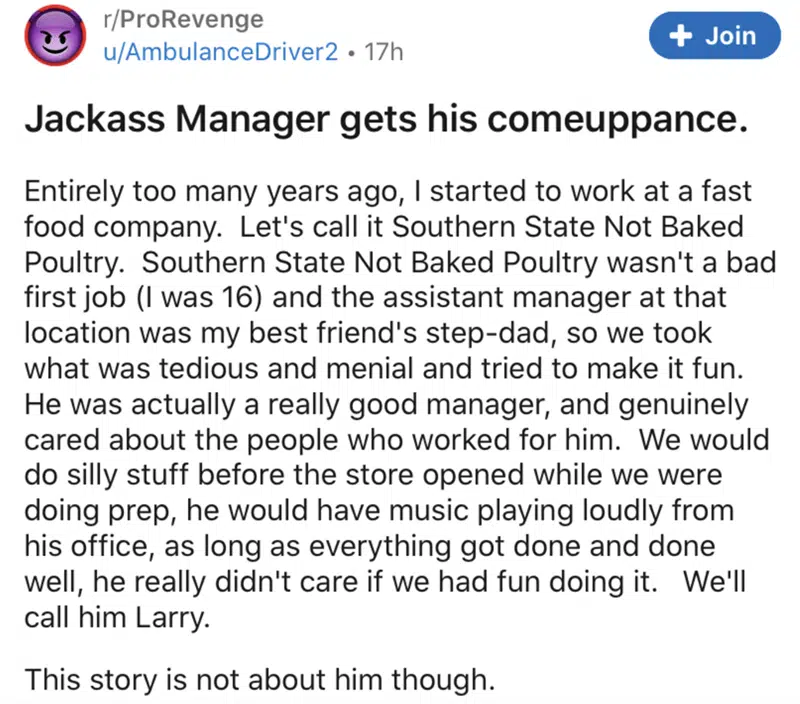 r/ProRevenge
u/AmbulanceDriver2 • 17h
+ Join
Jackass Manager gets his comeuppance.
Entirely too many years ago, I started to work at a fast
food company.  Let's call it Southern State Not Baked
Poultry.  Southern State Not Baked Poultry wasn't a bad
first job (I was 16) and the assistant manager at that
location was my best friend's step-dad, so we took
what was tedious and menial and tried to make it fun.
He was actually a really good manager, and genuinely
cared about the people who worked for him.  We would
do silly stuff before the store opened while we were
doing prep, he would have music playing loudly from
his office, as long as everything got done and done
well, he really didn't care if we had fun doing it.   We'll
call him Larry.
This story is not about him though.